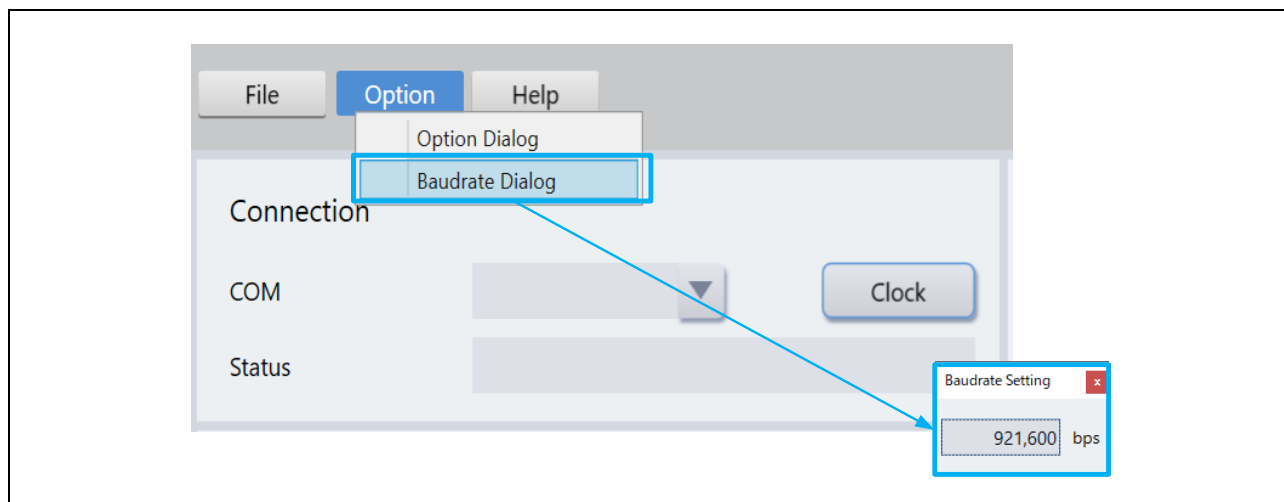 File Option Help
Option Dialog
Baudrate Dialog
Connection
COM
Clock
Status
Baudrate Setting x
921,600 bps